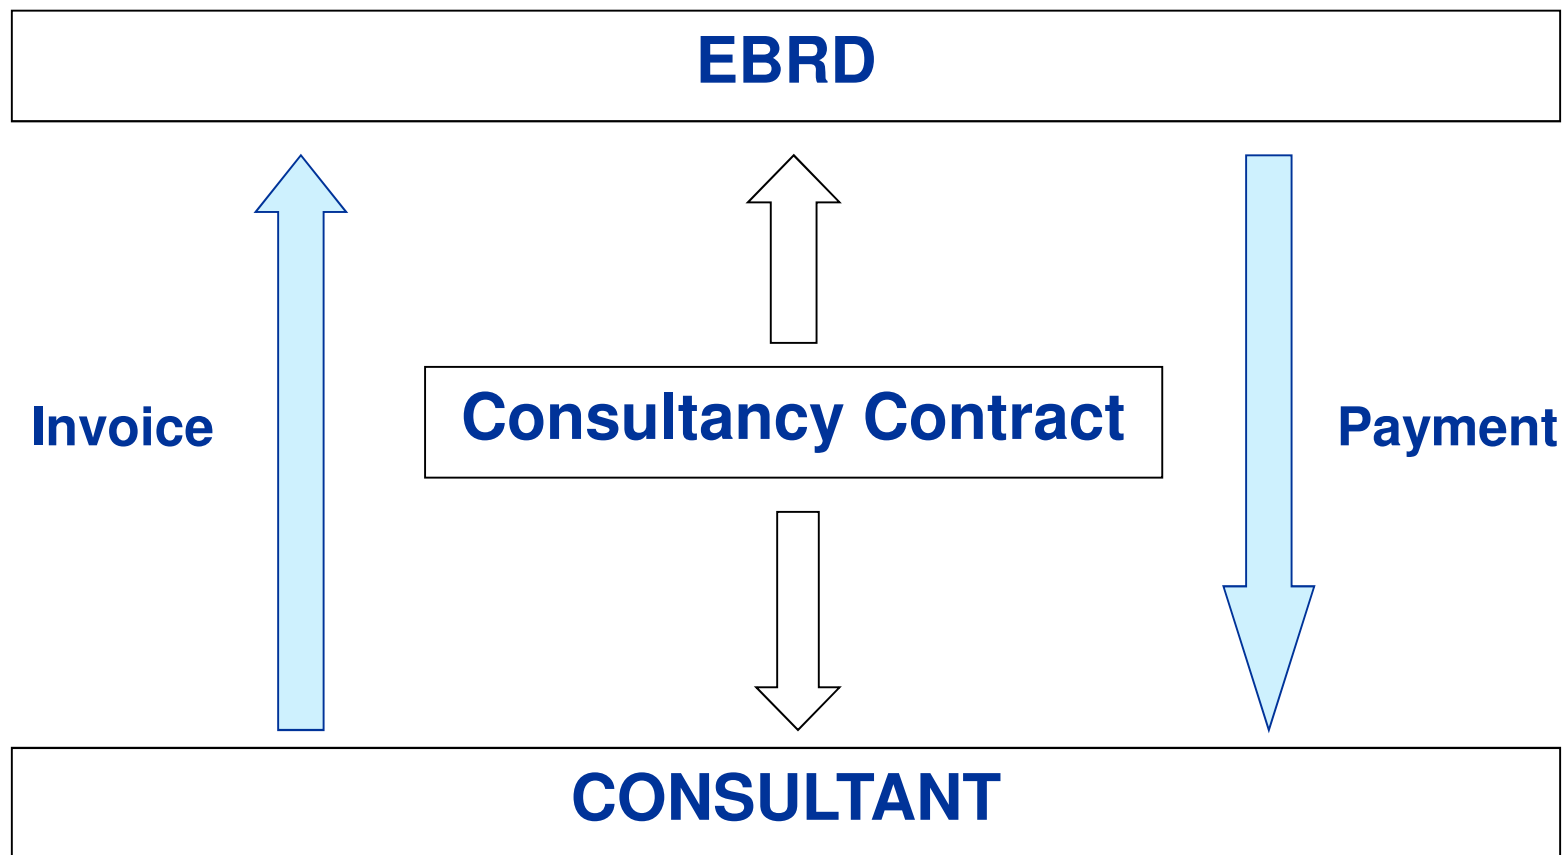 EBRD
Consultancy Contract
Invoice
Payment
CONSULTANT